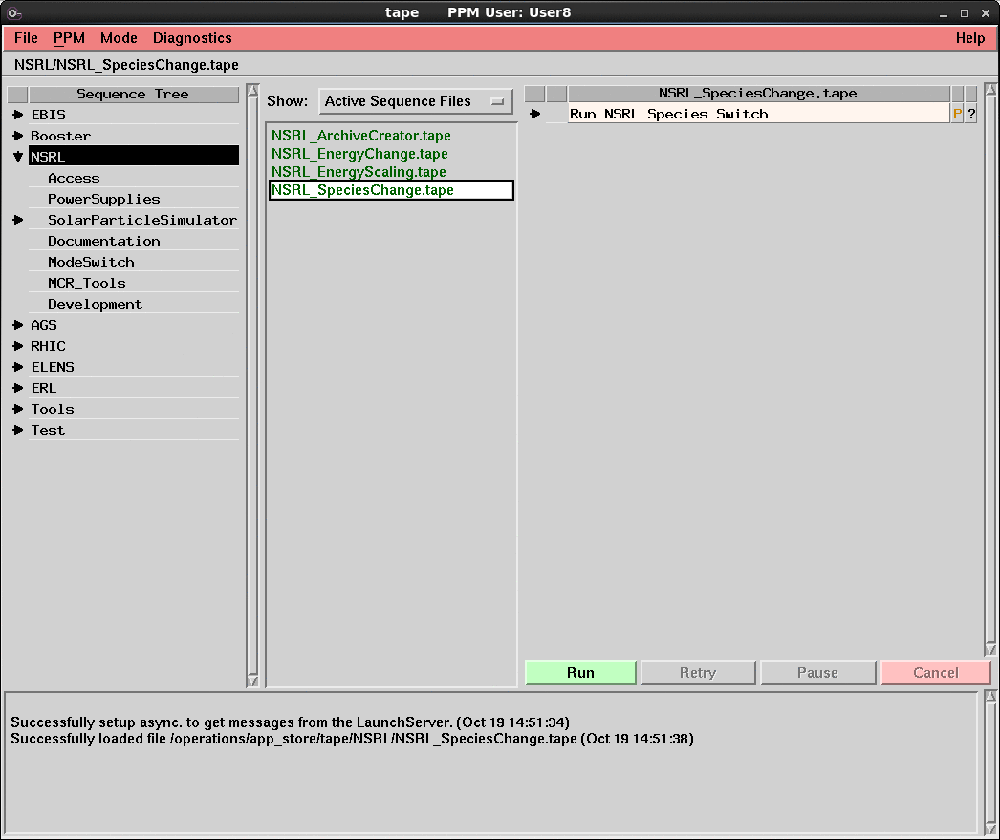 tape PPM User: User8
File PPM Mode Diagnostics Help
NSRL/NSRL_SpeciesChange.tape
Sequence Tree
EBIS
Booster
NSRL
Access
PowerSupplies
SolarParticleSimulator
Documentation
ModeSwitch
MCR_Tools
Development
AGS
RHIC
ELENS
ERL
Tools
Test
Show: Active Sequence Files
NSRL_ArchiveCreator.tape
NSRL_EnergyChange.tape
NSRL_EnergyScaling.tape
NSRL_SpeciesChange.tape
NSRL_SpeciesChange.tape
Run NSRL Species Switch P ?
Run Retry Pause Cancel
Successfully setup async. to get messages from the LaunchServer. (Oct 19 14:51:34)
Successfully loaded file /operations/app_store/tape/NSRL/NSRL_SpeciesChange.tape (Oct 19 14:51:38)